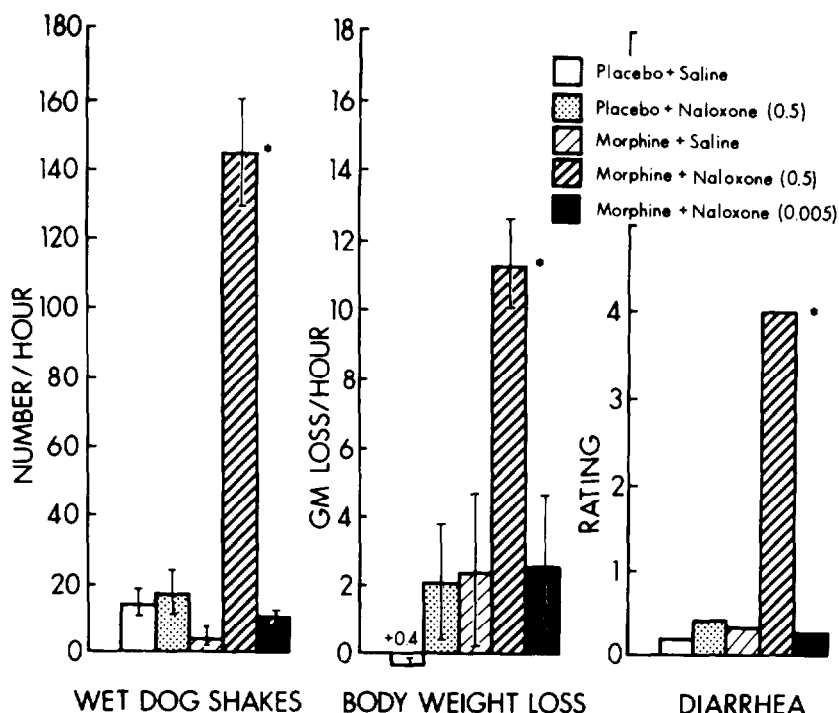 NUMBER/HOUR
180
160
140
120
100
80
60
40
20
0
*
WET DOG SHAKES
GM LOSS/HOUR
18
16
14
12
11
10
8
6
4
2
0
+0.4
*
BODY WEIGHT LOSS
Placebo + Saline
Placebo + Naloxone (0.5)
Morphine + Saline
Morphine + Naloxone (0.5)
Morphine + Naloxone (0.005)
RATING
4
3
2
1
0
*
DIARRHEA